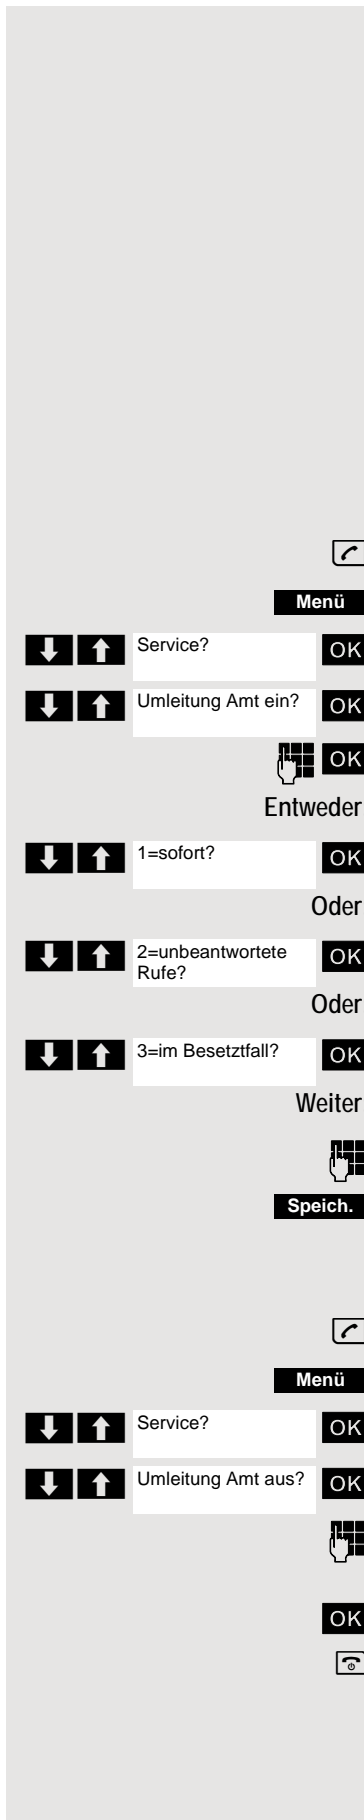 Menü
Service? OK
Umleitung Amt ein? OK
OK
Entweder
1=sofort? OK
Oder
2=unbeantwortete OK
Rufe?
Oder
3=im Besetztfall? OK
Weiter
Speich.
Menü
Service? OK
Umleitung Amt aus? OK
OK